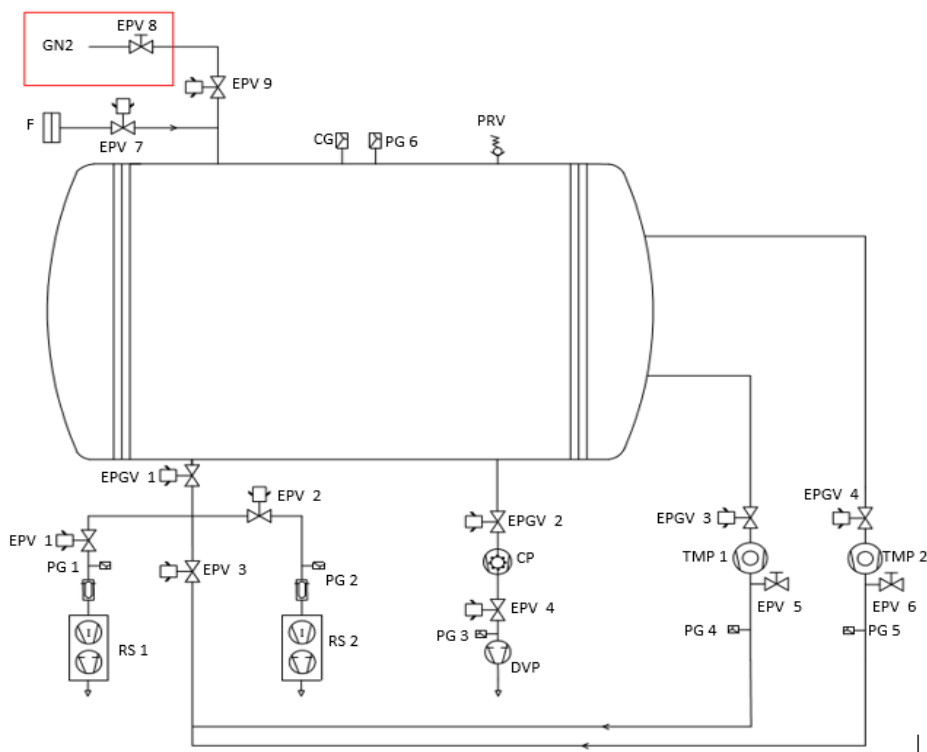 EPV 8
GN2
EPV 9
F
EPV 7
CG
PG 6
PRV
EPGV 1
EPV 2
EPV 1
PG 1
EPV 3
PG 2
RS 1
I
RS 2
I
EPGV 2
CP
EPV 4
PG 3
DVP
EPGV 3
EPGV 4
TMP 1
TMP 2
EPV 5
EPV 6
PG 4
PG 5